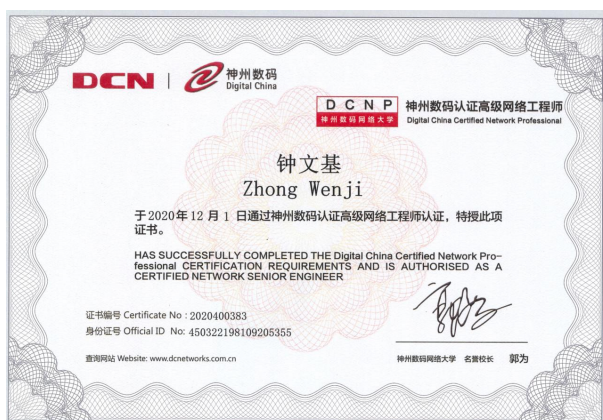 DCN
神州数码
Digital China
DCNP
神州数码网络大学
神州数码认证高级网络工程师
Digital China Certified Network Professional
钟文基
Zhong Wenji
于2020年12月1日通过神州数码认证高级网络工程师认证，特授此项
证书。
HAS SUCCESSFULLY COMPLETED THE Digital China Certified Network Pro-
fessional CERTIFICATION REQUIREMENTS AND IS AUTHORISED AS A
CERTIFIED NETWORK SENIOR ENGINEER
证书编号 Certificate No : 2020400383
身份证号 Official ID No: 450322198109205355
查询网站 Website: www.dcnetworks.com.cn
神州数码网络大学 名誉校长 郭为